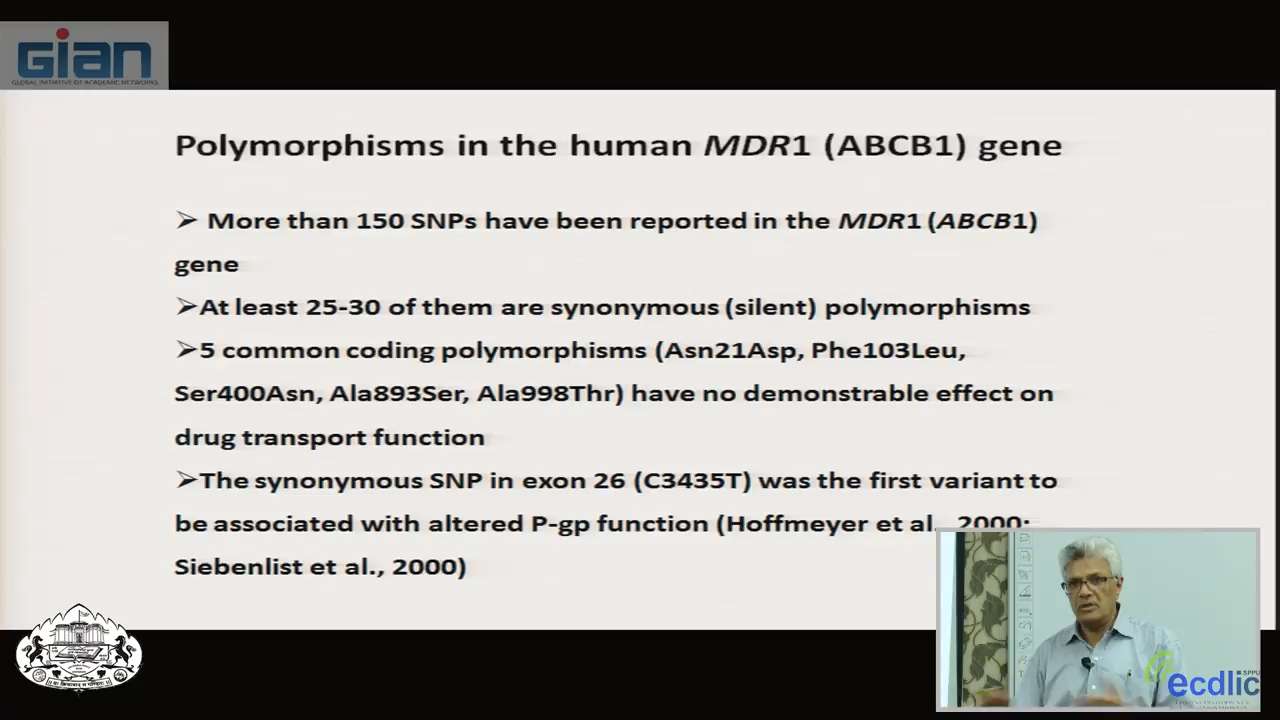 GIAN
GLOBAL INITIATIVE OF ACADEMIC NETWORKS
Polymorphisms in the human MDR1 (ABCB1) gene
➢ More than 150 SNPs have been reported in the MDR1 (ABCB1)
gene
➢At least 25-30 of them are synonymous (silent) polymorphisms
➢5 common coding polymorphisms (Asn21Asp, Phe103Leu,
Ser400Asn, Ala893Ser, Ala998Thr) have no demonstrable effect on
drug transport function
➢The synonymous SNP in exon 26 (C3435T) was the first variant to
be associated with altered P-gp function (Hoffmeyer et al., 2000;
Siebenlist et al., 2000)
SPPU
ecdlic